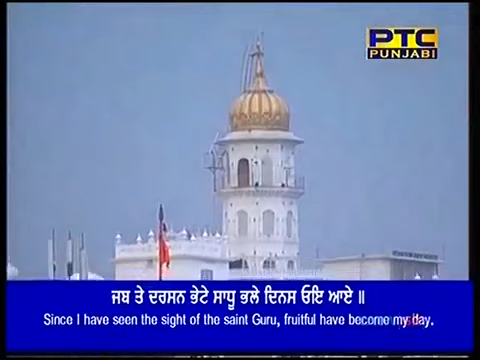 PTC
PUNJABI
ਜਬ ਤੇ ਦਰਸਨ ਭੇਟੇ ਸਾਧੂ ਭਲੇ ਦਿਨਸ ਓਇ ਆਏ ॥
Since I have seen the sight of the saint Guru, fruitful have become my day.